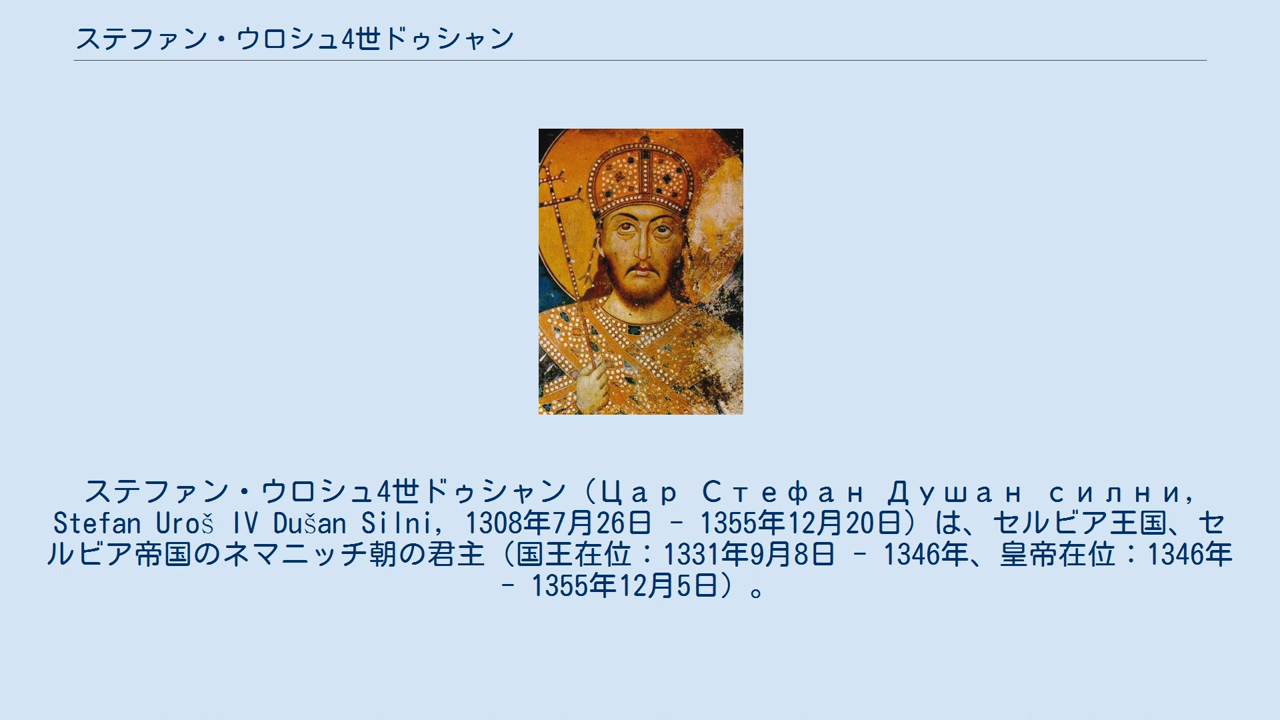 ステファン・ウロシュ4世ドゥシャン
ステファン・ウロシュ4世ドゥシャン（Цар Стефан Душан силни,
Stefan Uroš IV Dušan Silni, 1308年7月26日 - 1355年12月20日）は、セルビア王国、セ
ルビア帝国のネマニッチ朝の君主（国王在位：1331年9月8日 - 1346年、皇帝在位：1346年
- 1355年12月5日）。